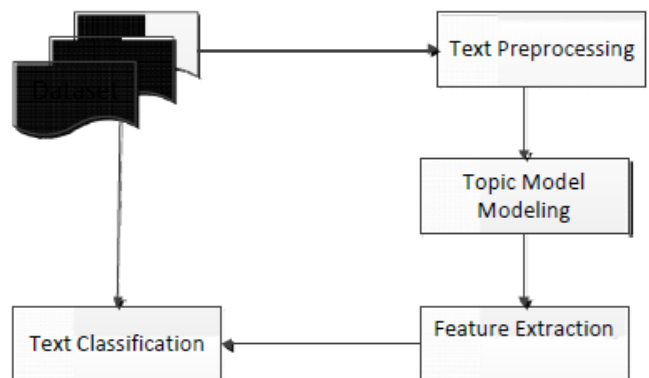 Dataset
Text Preprocessing
Topic Model
Modeling
Feature Extraction
Text Classification